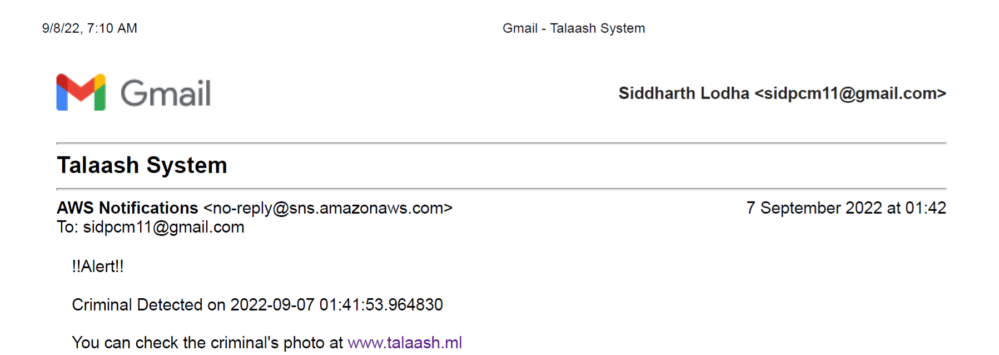 9/8/22, 7:10 AM Gmail - Talaash System
Gmail Siddharth Lodha <sidpcm11@gmail.com>
Talaash System
AWS Notifications <no-reply@sns.amazonaws.com> 7 September 2022 at 01:42
To: sidpcm11@gmail.com
!!Alert!!
Criminal Detected on 2022-09-07 01:41:53.964830
You can check the criminal's photo at www.talaash.ml